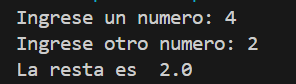 Ingrese un numero: 4
Ingrese otro numero: 2
La resta es  2.0